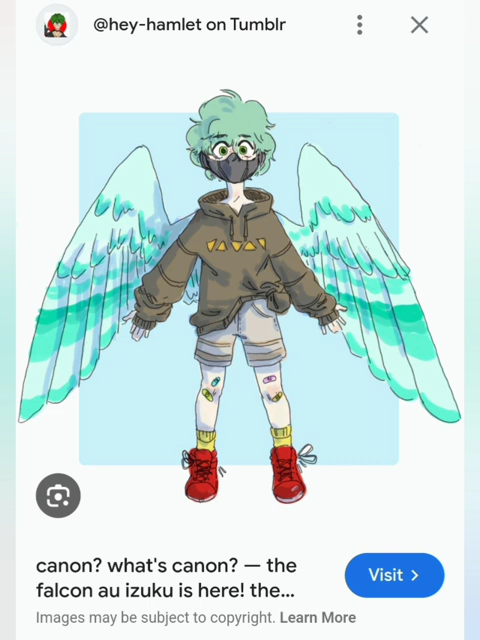 @hey-hamlet on Tumblr
canon? what's canon? — the
falcon au izuku is here! the...
Visit
Images may be subject to copyright. Learn More